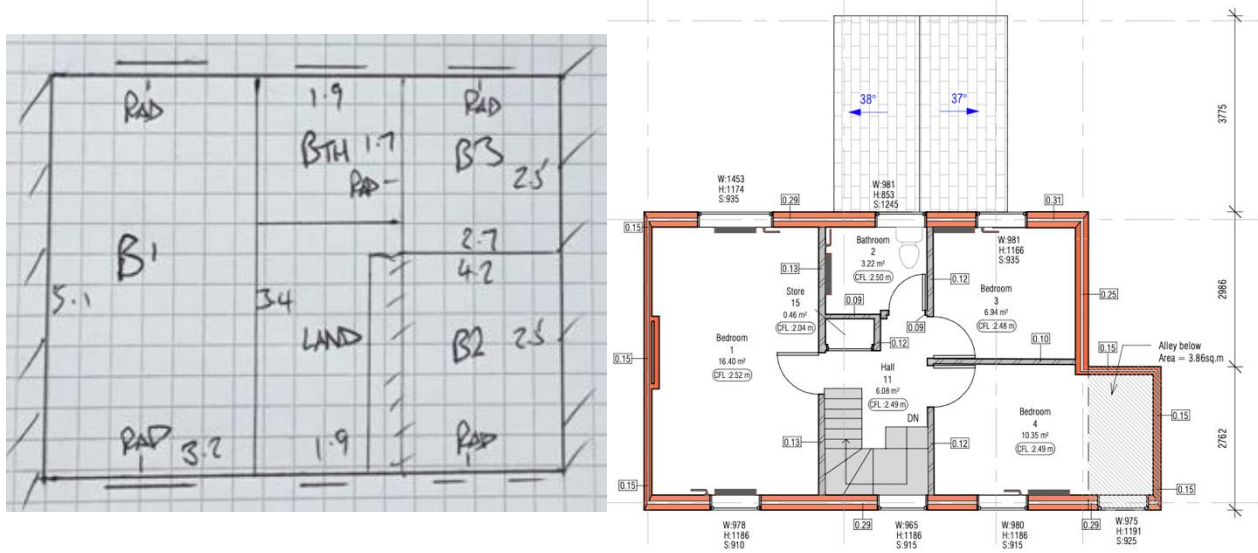 RAD
1.9
RAD
BTH 1.7
B3
RAD
2.5
2.7
B1
4.2
5.1
3.4
LAND
B2
2.5
RAD
3.2
1.9
RAD
38°
37°
3775
W:1453
H:1174
S:935
W:981
H:853
S:1245
0.29
0.31
0.15
W:981
H:1166
S:935
Bathroom
2
3.22 m²
CFL :2.50 m
0.13
0.12
Bedroom
3
6.94 m²
CFL :2.48 m
0.25
2986
Store
15
0.46 m²
CFL :2.04 m
0.09
0.09
0.12
0.10
0.15
Alley below
Area = 3.86sq.m
Bedroom
1
16.40 m²
CFL :2.52 m
0.15
Hall
11
6.08 m²
CFL :2.49 m
DN
Bedroom
4
10.35 m²
CFL :2.49 m
0.15
2762
0.13
0.12
0.15
0.15
0.29
0.29
W:978
H:1186
S:910
W:965
H:1186
S:915
W:980
H:1186
S:915
W:975
H:1191
S:925